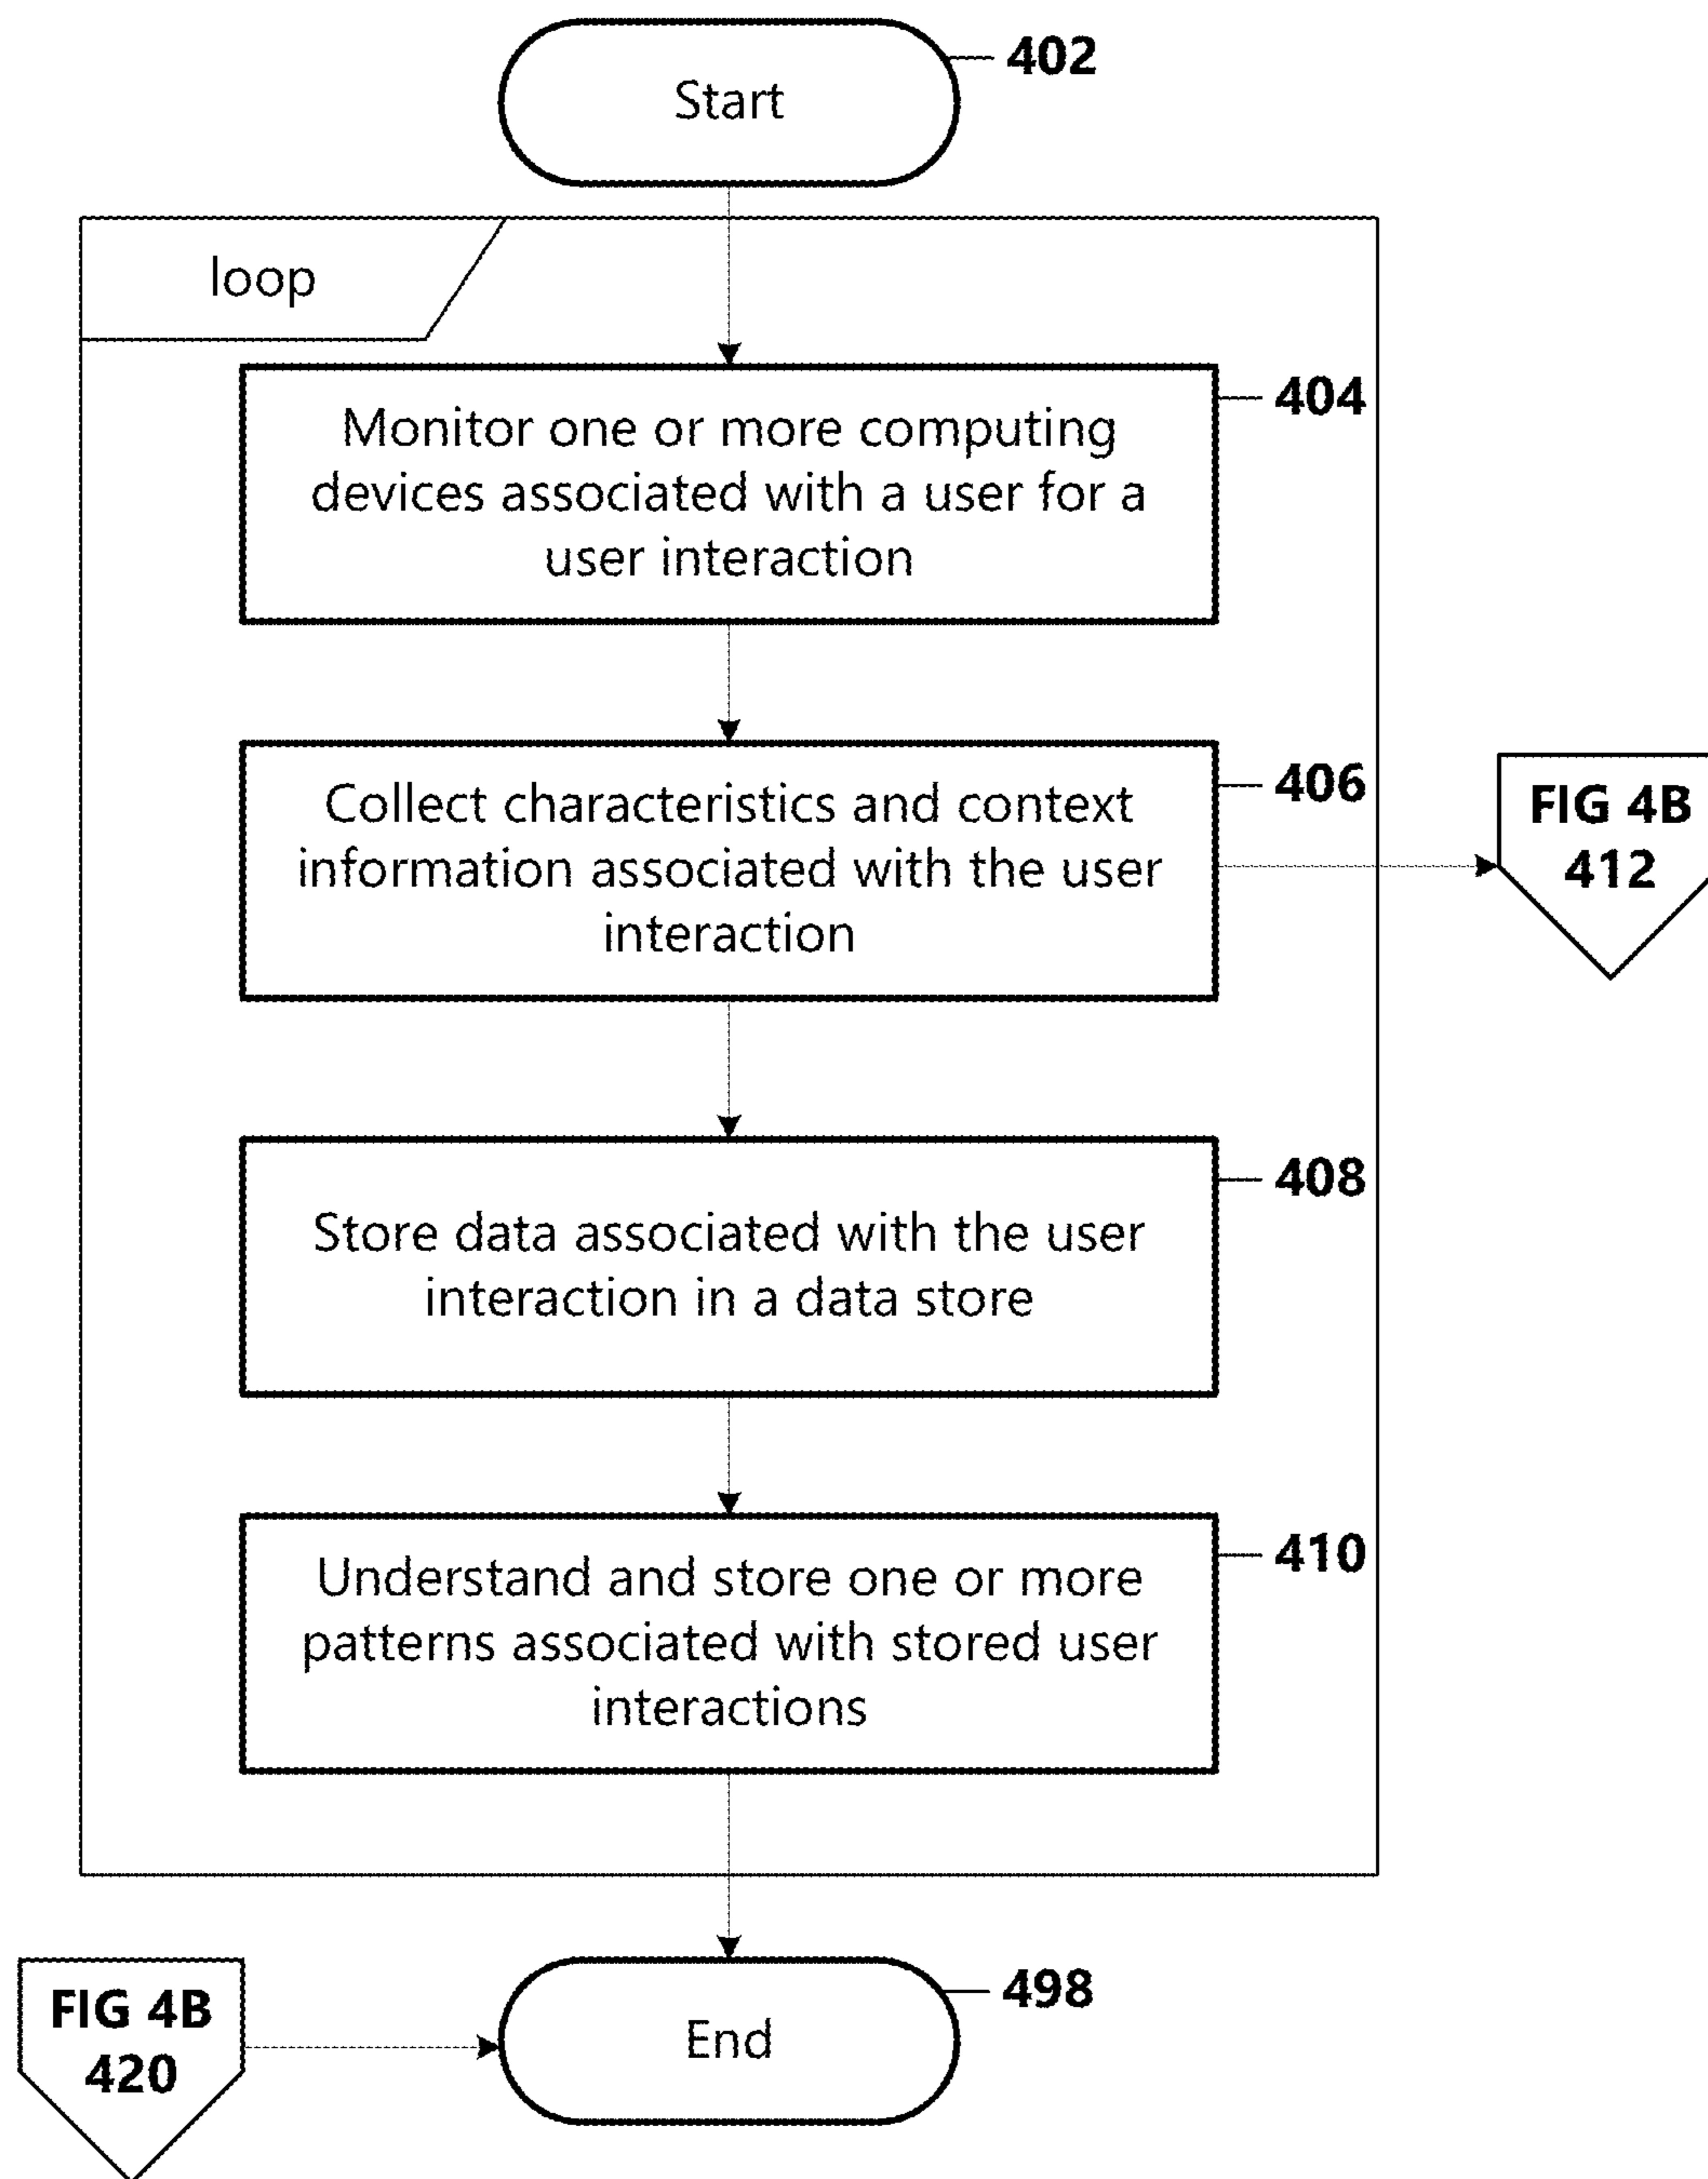 Start
402
loop
Monitor one or more computing
devices associated with a user for a
user interaction
404
Collect characteristics and context
information associated with the user
interaction
406
FIG 4B
412
Store data associated with the user
interaction in a data store
408
Understand and store one or more
patterns associated with stored user
interactions
410
FIG 4B
420
End
498